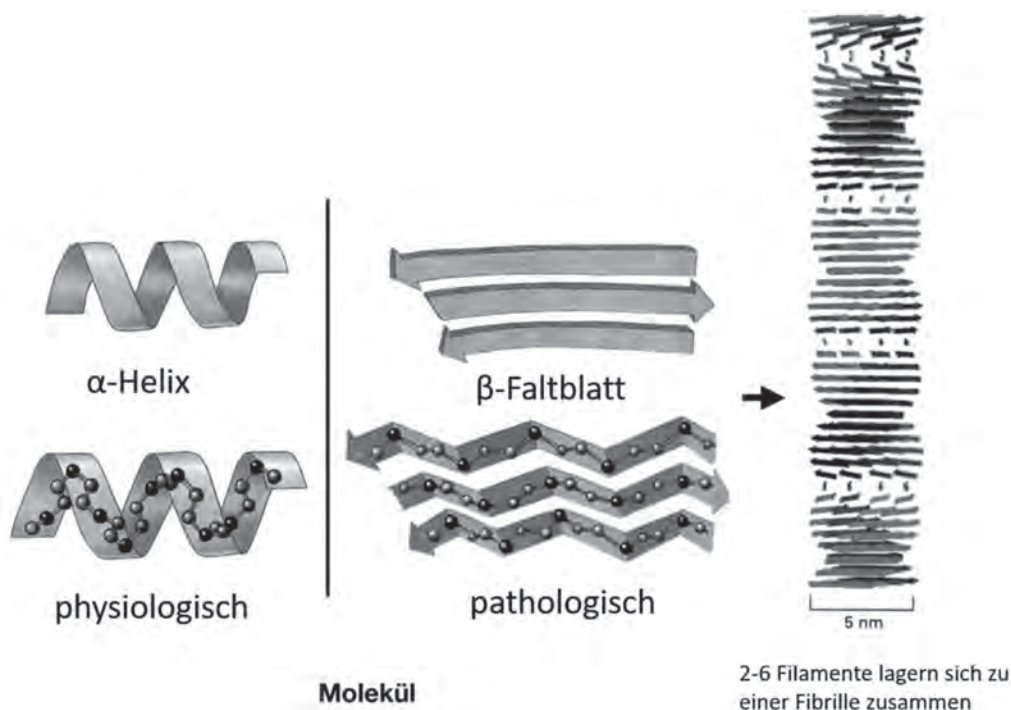 α-Helix
β-Faltblatt
physiologisch
pathologisch
5 nm
Molekül
2-6 Filamente lagern sich zu
einer Fibrille zusammen